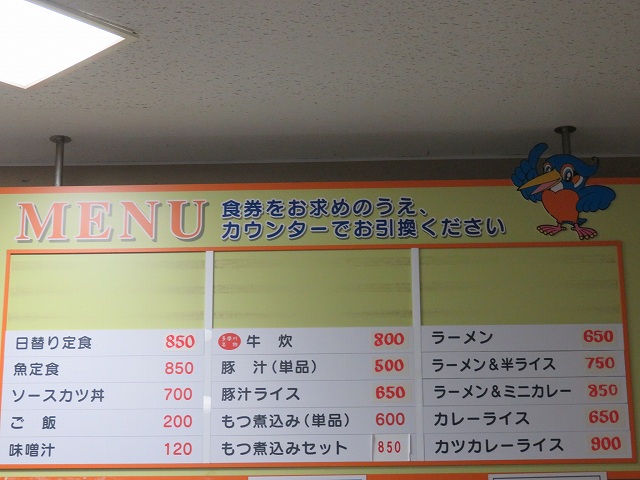 MENU
食券をお求めのうえ、
カウンターでお引換ください
日替り定食 850
魚定食 850
ソースカツ丼 700
ご飯 200
味噌汁 120
牛炊 800
豚汁(単品) 500
豚汁ライス 650
もつ煮込み(単品) 600
もつ煮込みセット 850
ラーメン 650
ラーメン&半ライス 750
ラーメン&ミニカレー 850
カレーライス 650
カツカレーライス 900